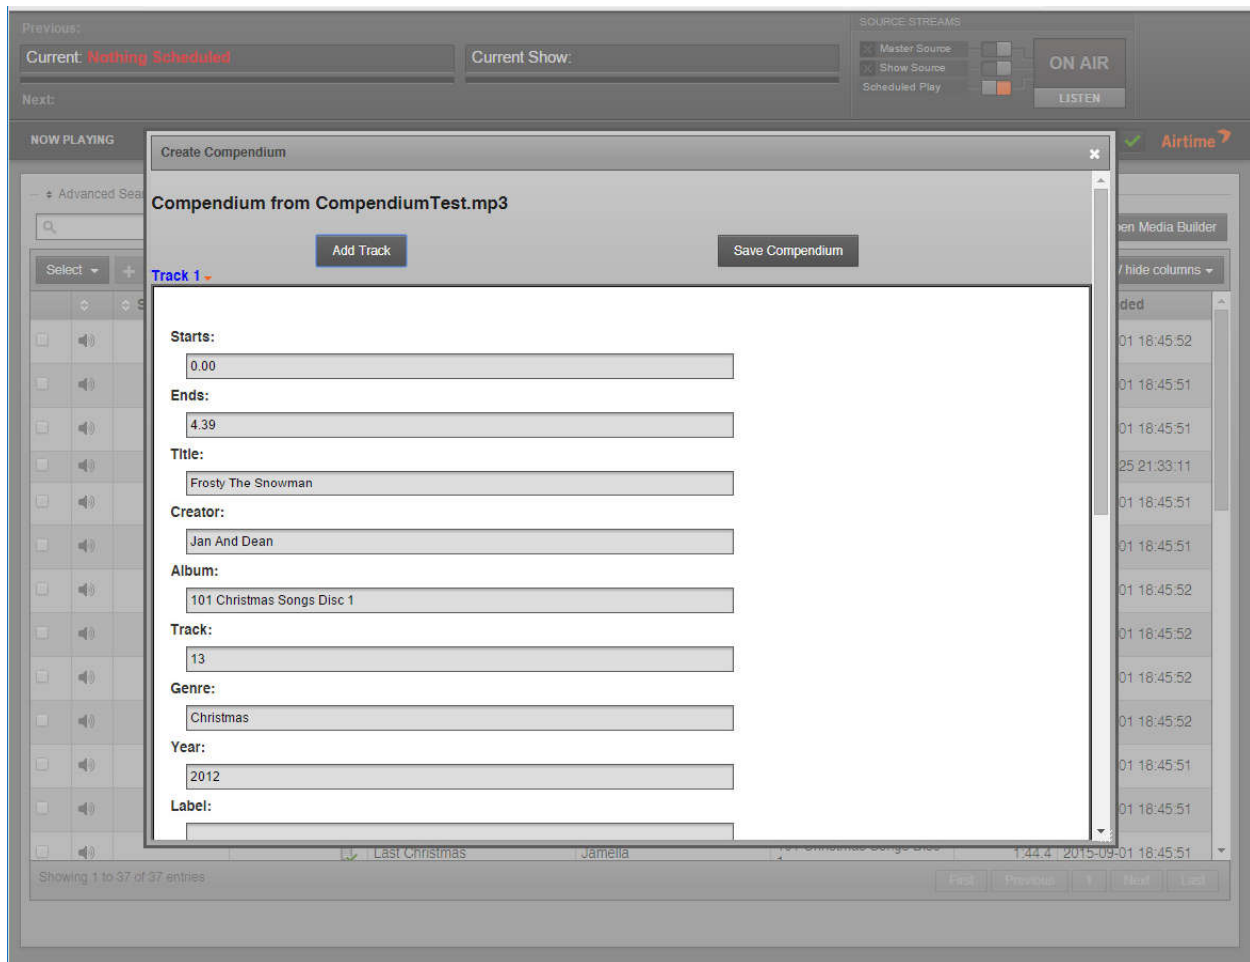 Previous:
SOURCE STREAMS
Current: Nothing Scheduled
Current Show:
Master Source
Show Source
Scheduled Play
ON AIR
LISTEN
Next:
NOW PLAYING
Airtime
Create Compendium
Advanced Sea
Compendium from CompendiumTest.mp3
en Media Builder
Add Track
Save Compendium
Select
/ hide columns
Track 1
ded
Starts:
0.00
01 18:45:52
Ends:
01 18:45:51
4.39
01 18:45:51
Title:
25 21:33:11
Frosty The Snowman
01 18:45:51
Creator:
Jan And Dean
01 18:45:51
Album:
01 18:45:52
101 Christmas Songs Disc 1
Track:
01 18:45:52
13
01 18:45:52
Genre:
Christmas
01 18:45:52
Year:
01 18:45:51
2012
Label:
01 18:45:51
Last Christmas
Jamella
1:44.4
2015-09-01 18:45:51
Showing 1 to 37 of 37 entries
First
Previous
1
Next
Last